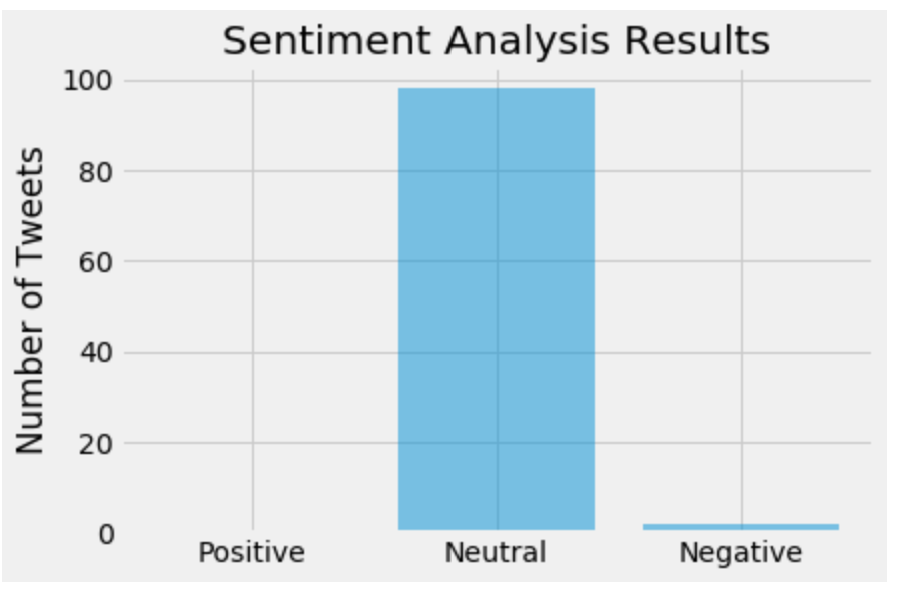 Sentiment Analysis Results
Number of Tweets
100
80
60
40
20
0
Positive Neutral Negative